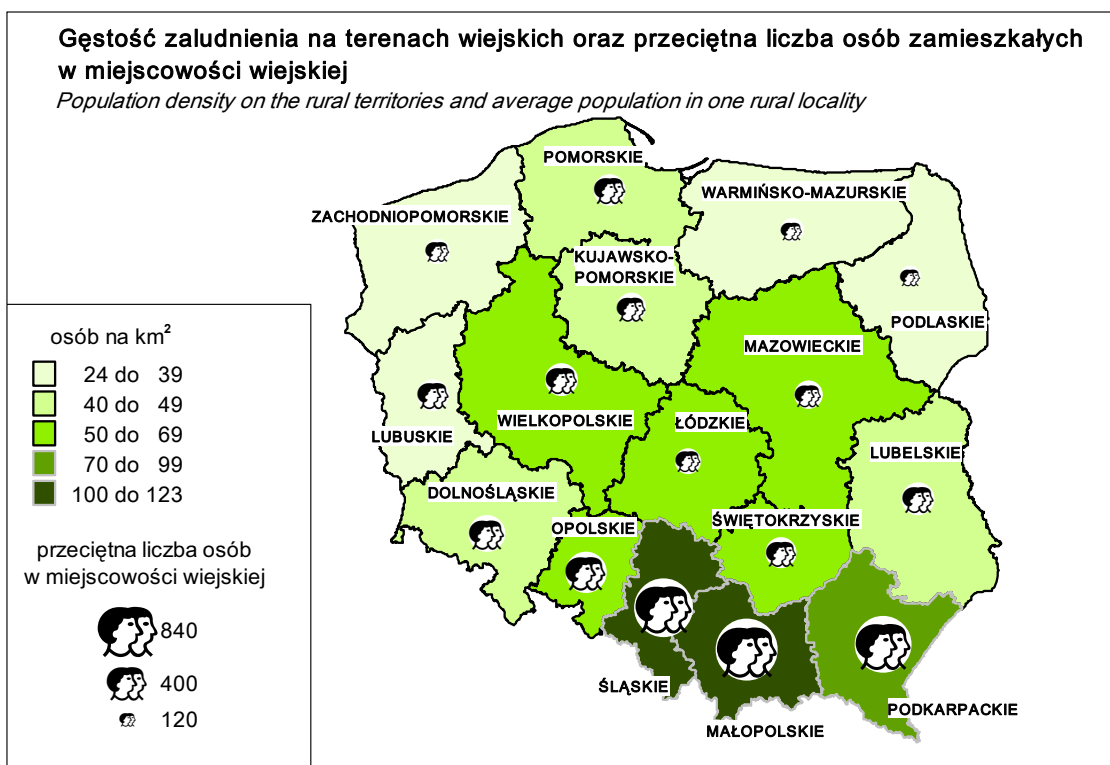 Gęstość zaludnienia na terenach wiejskich oraz przeciętna liczba osób zamieszkałych
w miejscowości wiejskiej
Population density on the rural territories and average population in one rural locality
POMORSKIE
WARMIŃSKO-MAZURSKIE
ZACHODNIOPOMORSKIE
KUJAWSKO-
POMORSKIE
PODLASKIE
MAZOWIECKIE
WIELKOPOLSKIE
ŁÓDZKIE
LUBUSKIE
LUBELSKIE
DOLNOŚLĄSKIE
OPOLSKIE
ŚWIĘTOKRZYSKIE
ŚLĄSKIE
PODKARPACKIE
MAŁOPOLSKIE
osób na km²
24 do 39
40 do 49
50 do 69
70 do 99
100 do 123
przeciętna liczba osób
w miejscowości wiejskiej
840
400
120